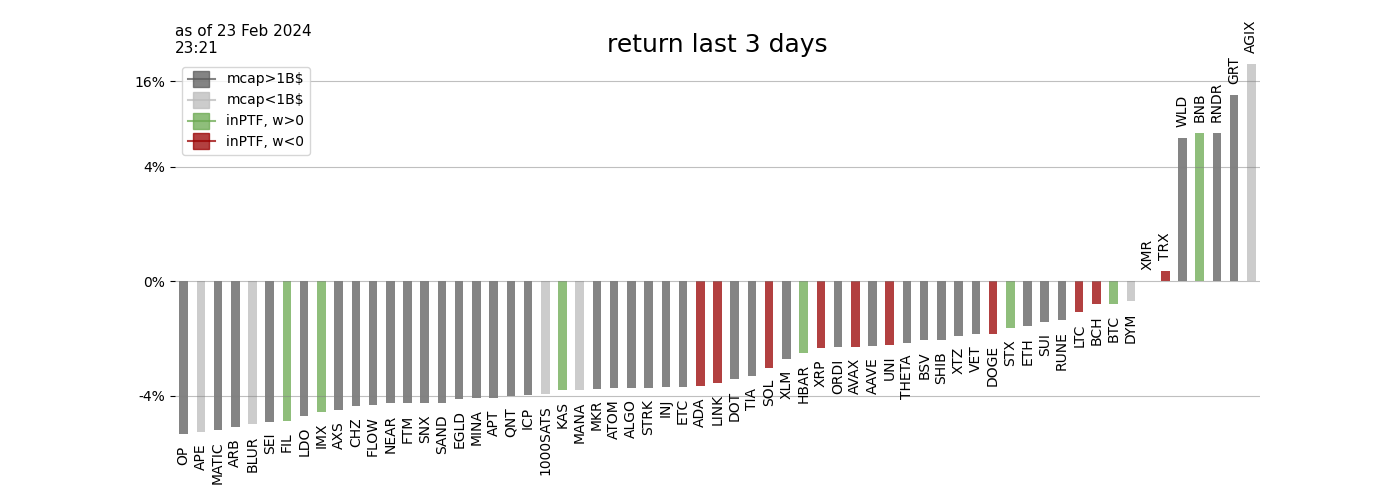 as of 23 Feb 2024
23:21
return last 3 days
mcap>1B$
mcap<1B$
inPTF, w>0
inPTF, w<0
16%
4%
0%
-4%
OP
APE
MATIC
ARB
BLUR
SEI
FIL
LDO
IMX
AXS
CHZ
FLOW
NEAR
FTM
SNX
SAND
EGLD
MINA
APT
QNT
ICP
1000SATS
KAS
MANA
MKR
ATOM
ALGO
STRK
INJ
ETC
ADA
LINK
DOT
TIA
SOL
XLM
HBAR
XRP
ORDI
AVAX
AAVE
UNI
THETA
BSV
SHIB
XTZ
VET
DOGE
STX
ETH
SUI
RUNE
LTC
BCH
BTC
DYM
XMR
TRX
WLD
BNB
RNDR
GRT
AGIX